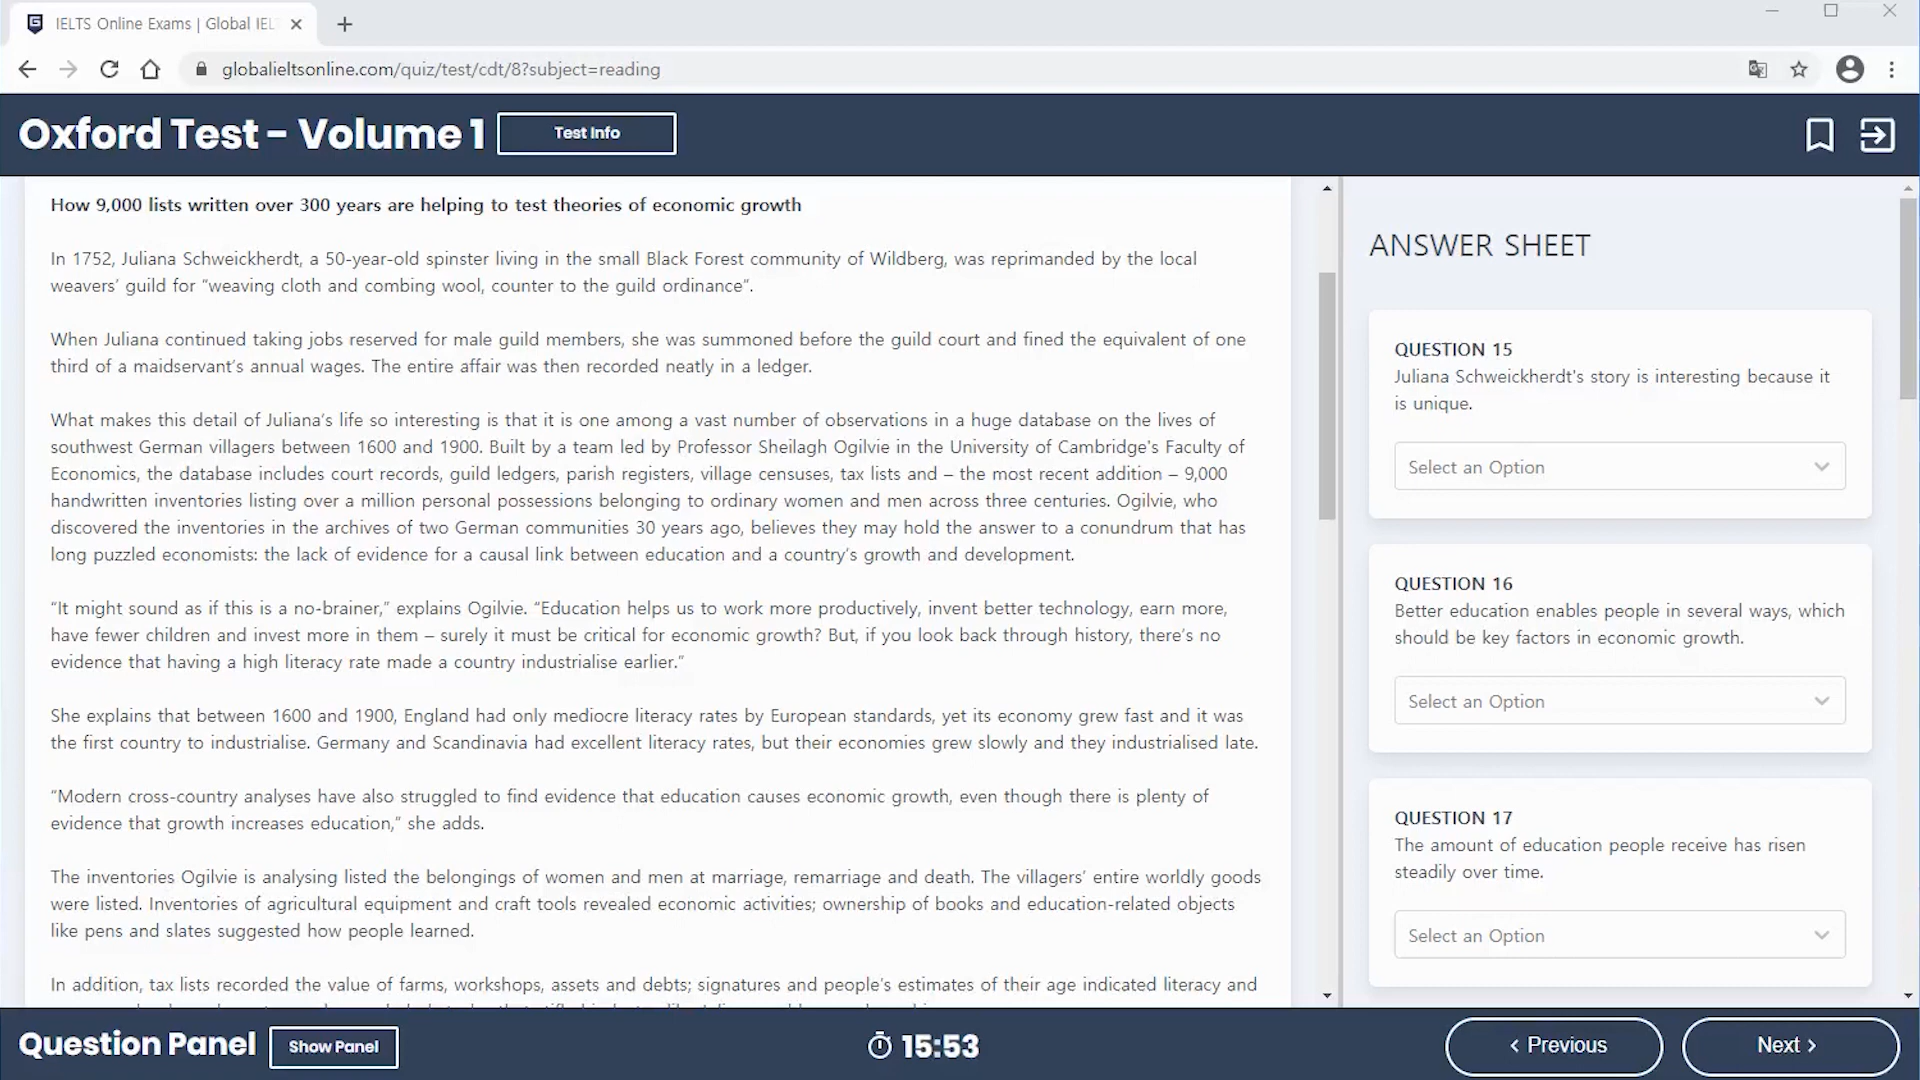 IELTS Online Exams | Global IEL
globalieltsonline.com/quiz/test/cdt/8?subject=reading
Oxford Test - Volume 1
Test Info
How 9,000 lists written over 300 years are helping to test theories of economic growth
In 1752, Juliana Schweickherdt, a 50-year-old spinster living in the small Black Forest community of Wildberg, was reprimanded by the local
weavers’ guild for “weaving cloth and combing wool, counter to the guild ordinance”.
When Juliana continued taking jobs reserved for male guild members, she was summoned before the guild court and fined the equivalent of one
third of a maidservant’s annual wages. The entire affair was then recorded neatly in a ledger.
What makes this detail of Juliana’s life so interesting is that it is one among a vast number of observations in a huge database on the lives of
southwest German villagers between 1600 and 1900. Built by a team led by Professor Sheilagh Ogilvie in the University of Cambridge's Faculty of
Economics, the database includes court records, guild ledgers, parish registers, village censuses, tax lists and – the most recent addition – 9,000
handwritten inventories listing over a million personal possessions belonging to ordinary women and men across three centuries. Ogilvie, who
discovered the inventories in the archives of two German communities 30 years ago, believes they may hold the answer to a conundrum that has
long puzzled economists: the lack of evidence for a causal link between education and a country’s growth and development.
“It might sound as if this is a no-brainer,” explains Ogilvie. “Education helps us to work more productively, invent better technology, earn more,
have fewer children and invest more in them – surely it must be critical for economic growth? But, if you look back through history, there’s no
evidence that having a high literacy rate made a country industrialise earlier.”
She explains that between 1600 and 1900, England had only mediocre literacy rates by European standards, yet its economy grew fast and it was
the first country to industrialise. Germany and Scandinavia had excellent literacy rates, but their economies grew slowly and they industrialised late.
“Modern cross-country analyses have also struggled to find evidence that education causes economic growth, even though there is plenty of
evidence that growth increases education,” she adds.
The inventories Ogilvie is analysing listed the belongings of women and men at marriage, remarriage and death. The villagers’ entire worldly goods
were listed. Inventories of agricultural equipment and craft tools revealed economic activities; ownership of books and education-related objects
like pens and slates suggested how people learned.
In addition, tax lists recorded the value of farms, workshops, assets and debts; signatures and people’s estimates of their age indicated literacy and
ANSWER SHEET
QUESTION 15
Juliana Schweickherdt's story is interesting because it
is unique.
Select an Option
QUESTION 16
Better education enables people in several ways, which
should be key factors in economic growth.
Select an Option
QUESTION 17
The amount of education people receive has risen
steadily over time.
Select an Option
Question Panel
Show Panel
15:53
Previous
Next